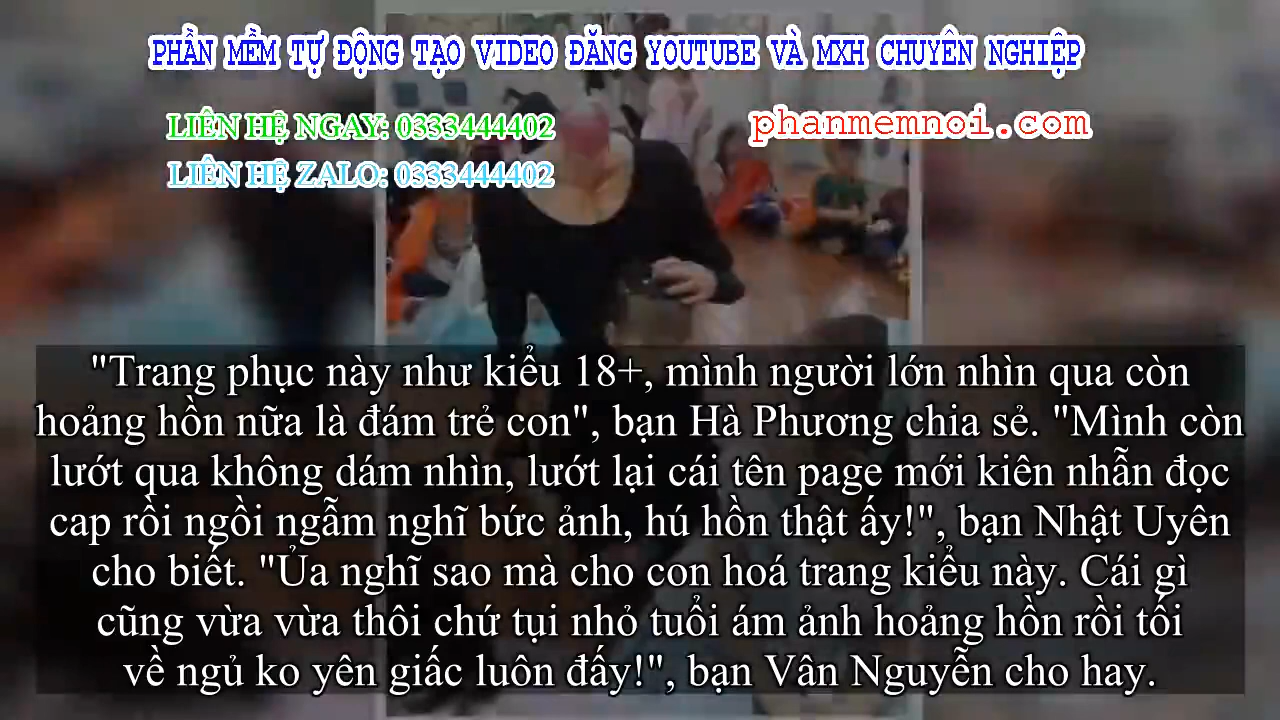 PHẦN MỀM TỰ ĐỘNG TẠO VIDEO ĐĂNG YOUTUBE VÀ MXH CHUYÊN NGHIỆP
LIÊN HỆ NGAY: 0333444402
phanmemnoi.com
LIÊN HỆ ZALO: 0333444402
"Trang phục này như kiểu 18+, mình người lớn nhìn qua còn
hoảng hồn nữa là đám trẻ con", bạn Hà Phương chia sẻ. "Mình còn
lướt qua không dám nhìn, lướt lại cái tên page mới kiên nhẫn đọc
cap rồi ngồi ngẫm nghĩ bức ảnh, hú hồn thật ấy!", bạn Nhật Uyên
cho biết. "Ủa nghĩ sao mà cho con hoá trang kiểu này. Cái gì
cũng vừa vừa thôi chứ tụi nhỏ tuổi ám ảnh hoảng hồn rồi tối
về ngủ ko yên giấc luôn đấy!", bạn Vân Nguyễn cho hay.